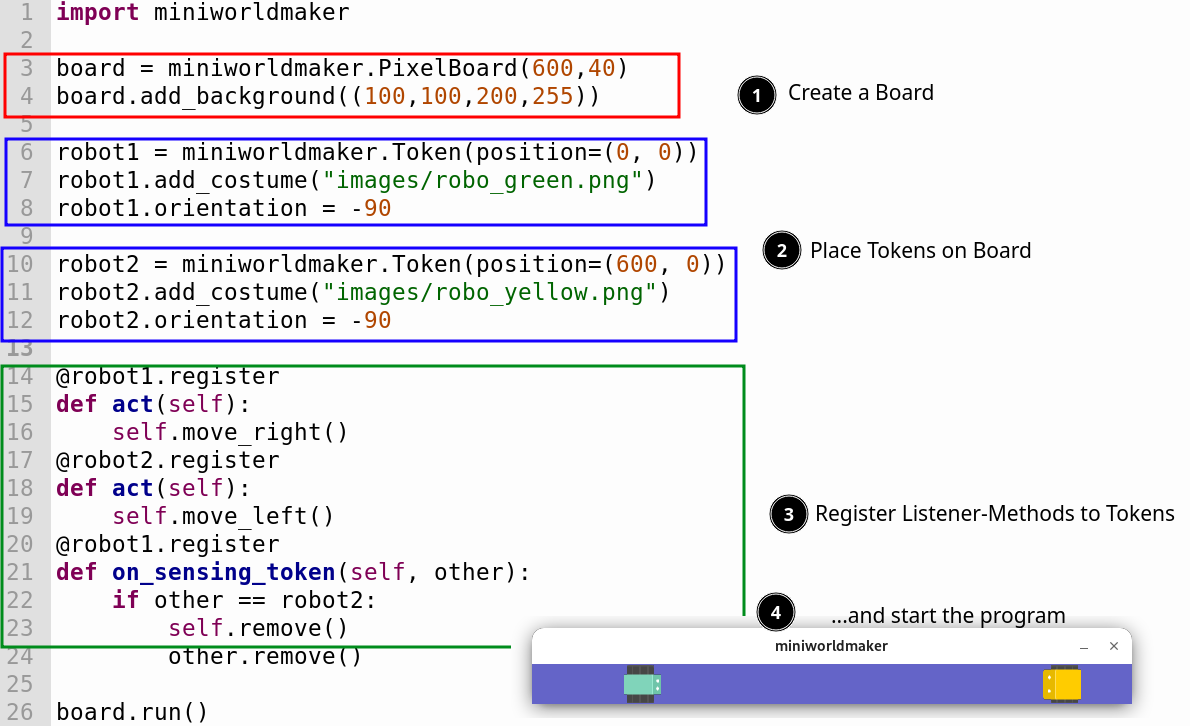 1 import miniworldmaker
2
3 board = miniworldmaker.PixelBoard(600,40)
4 board.add_background((100,100,200,255))
5
6 robot1 = miniworldmaker.Token(position=(0, 0))
7 robot1.add_costume("images/robo_green.png")
8 robot1.orientation = -90
9
10 robot2 = miniworldmaker.Token(position=(600, 0))
11 robot2.add_costume("images/robo_yellow.png")
12 robot2.orientation = -90
13
14 @robot1.register
15 def act(self):
16     self.move_right()
17 @robot2.register
18 def act(self):
19     self.move_left()
20 @robot1.register
21 def on_sensing_token(self, other):
22     if other == robot2:
23         self.remove()
24         other.remove()
25
26 board.run()
1 Create a Board
2 Place Tokens on Board
3 Register Listener-Methods to Tokens
4 ...and start the program
miniworldmaker